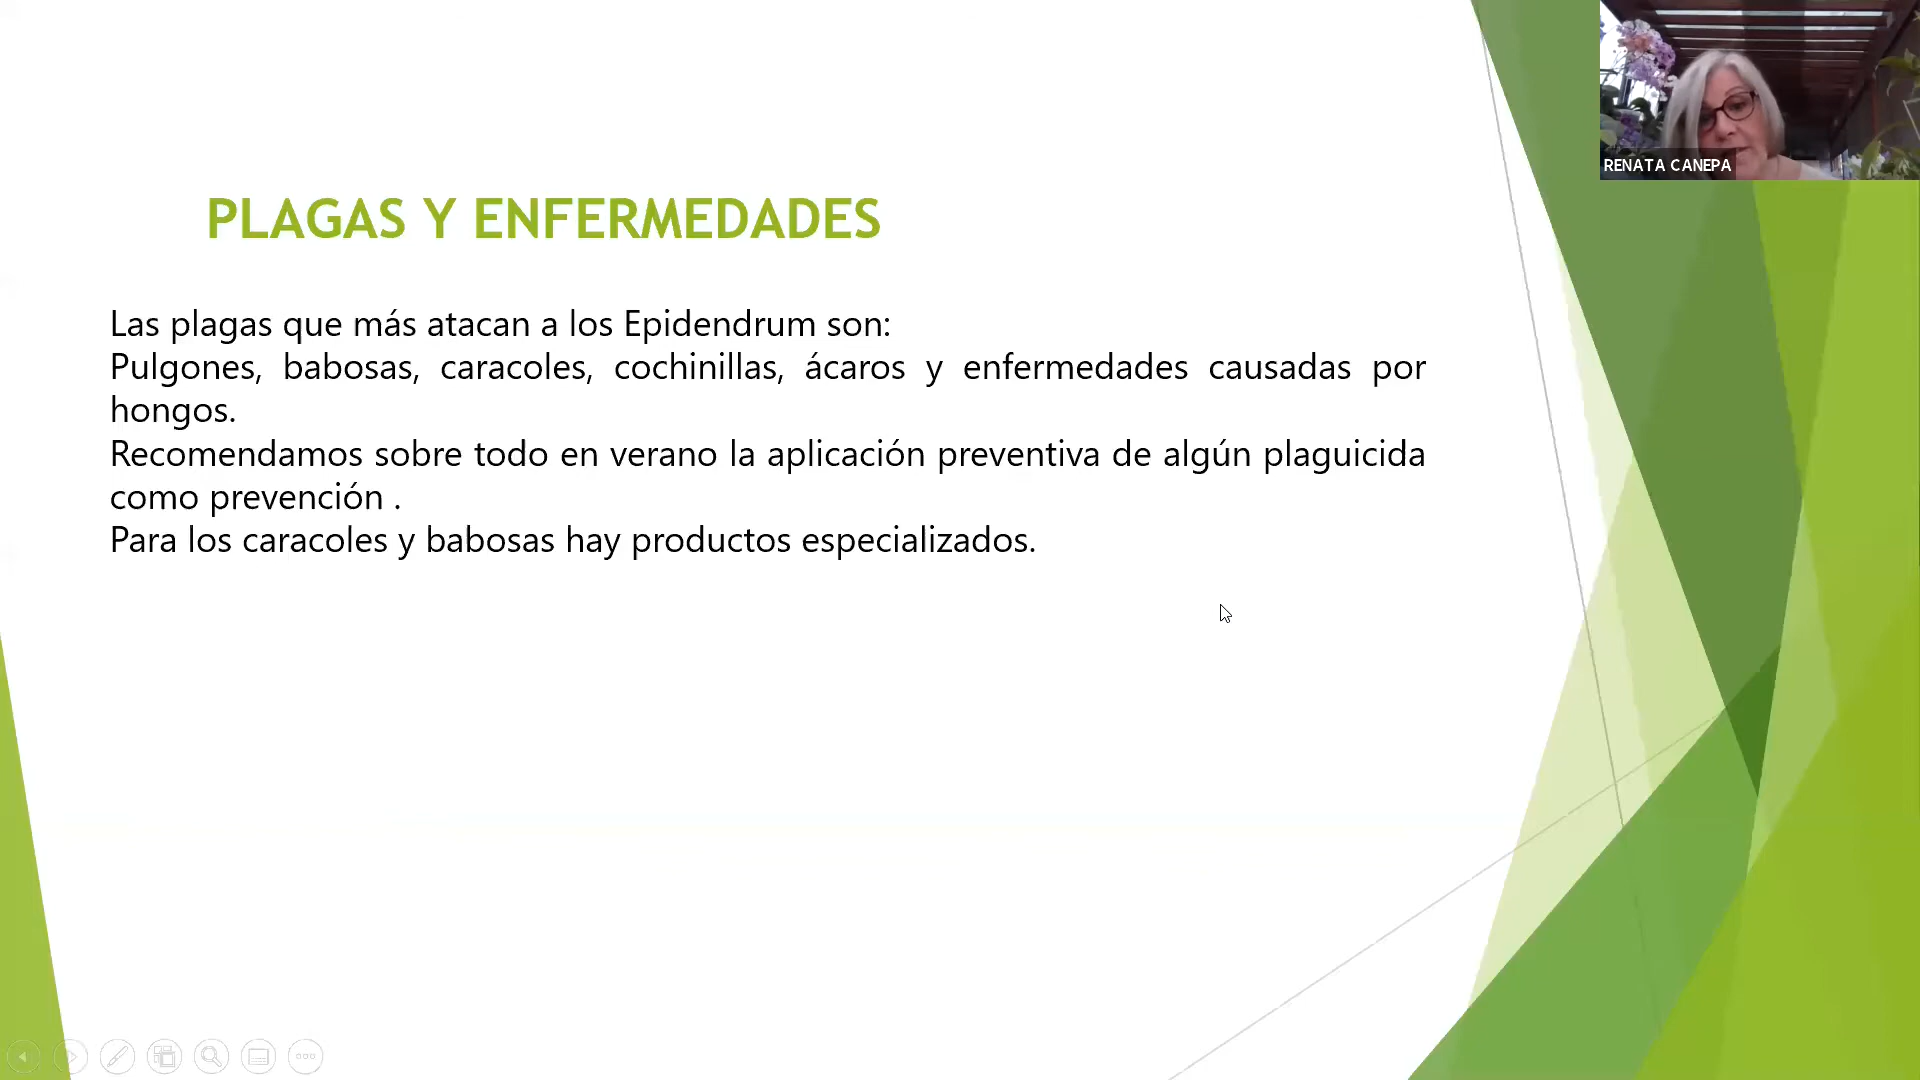 RENATA CANEPA
PLAGAS Y ENFERMEDADES
Las plagas que más atacan a los Epidendrum son:
Pulgones, babosas, caracoles, cochinillas, ácaros y enfermedades causadas por
hongos.
Recomendamos sobre todo en verano la aplicación preventiva de algún plaguicida
como prevención .
Para los caracoles y babosas hay productos especializados.